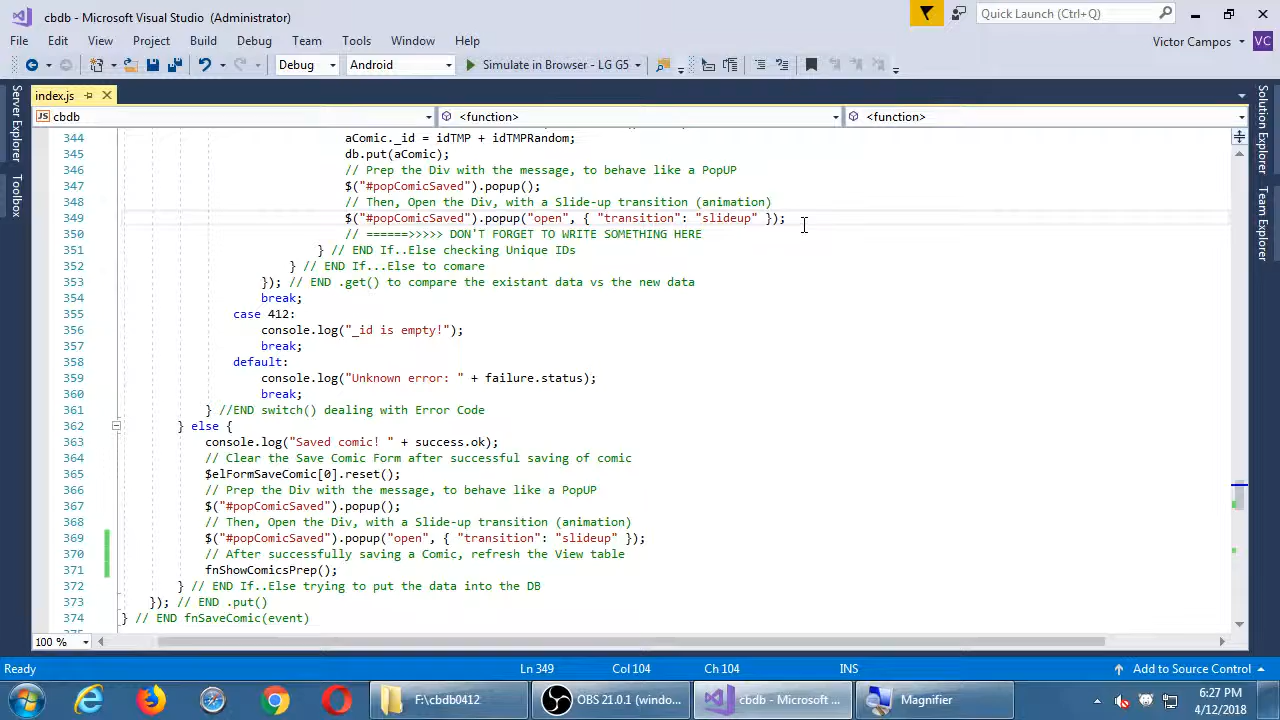 cbdb - Microsoft Visual Studio (Administrator)
Quick Launch (Ctrl+Q)
File Edit View Project Build Debug Team Tools Window Help
Victor Campos VC
Debug Android Simulate in Browser - LG G5
index.js
JS cbdb <function> <function>
Server Explorer
Toolbox
Solution Explorer
Team Explorer
344 aComic._id = idTMP + idTMPRandom;
345 db.put(aComic);
346 // Prep the Div with the message, to behave like a PopUP
347 $("#popComicSaved").popup();
348 // Then, Open the Div, with a Slide-up transition (animation)
349 $("#popComicSaved").popup("open", { "transition": "slideup" });
350 // ======>>>>> DON'T FORGET TO WRITE SOMETHING HERE
351 } // END If..Else checking Unique IDs
352 } // END If...Else to comare
353 }); // END .get() to compare the existant data vs the new data
354 break;
355 case 412:
356 console.log("_id is empty!");
357 break;
358 default:
359 console.log("Unknown error: " + failure.status);
360 break;
361 } //END switch() dealing with Error Code
362 } else {
363 console.log("Saved comic! " + success.ok);
364 // Clear the Save Comic Form after successful saving of comic
365 $elFormSaveComic[0].reset();
366 // Prep the Div with the message, to behave like a PopUP
367 $("#popComicSaved").popup();
368 // Then, Open the Div, with a Slide-up transition (animation)
369 $("#popComicSaved").popup("open", { "transition": "slideup" });
370 // After successfully saving a Comic, refresh the View table
371 fnShowComicsPrep();
372 } // END If..Else trying to put the data into the DB
373 }); // END .put()
374 } // END fnSaveComic(event)
100 %
Ready Ln 349 Col 104 Ch 104 INS Add to Source Control
F:\cbdb0412 OBS 21.0.1 (windo... cbdb - Microsoft ... Magnifier
6:27 PM
4/12/2018